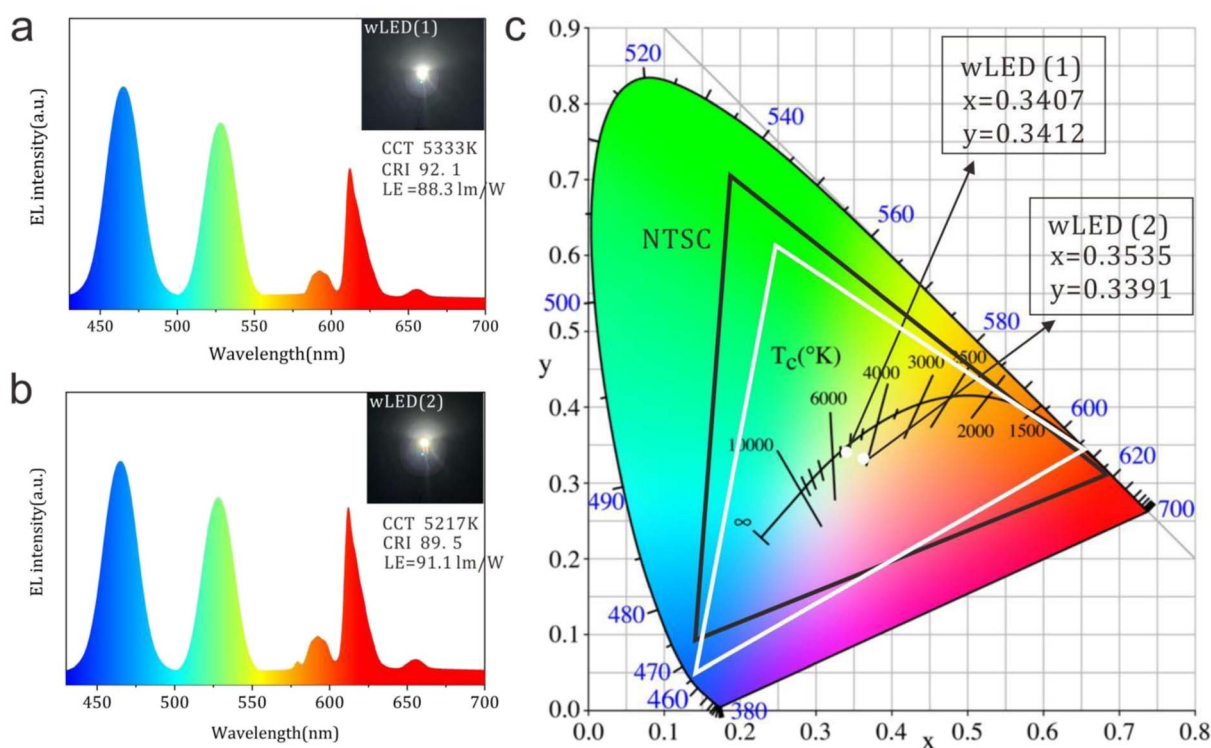 a
wLED(1)
CCT 5333K
CRI 92. 1
LE =88.3 lm/W
EL intensity(a.u.)
450 500 550 600 650 700
Wavelength(nm)
b
wLED(2)
CCT 5217K
CRI 89. 5
LE=91.1 lm/W
EL intensity(a.u.)
450 500 550 600 650 700
Wavelength(nm)
c
0.9
0.8
0.7
0.6
0.5
0.4
0.3
0.2
0.1
0.0
y
0.0 0.1 0.2 0.3 0.4 0.5 0.6 0.7 0.8
x
wLED (1)
x=0.3407
y=0.3412
wLED (2)
x=0.3535
y=0.3391
NTSC
Tc(°K)
520
540
560
580
600
620
700
500
490
480
470
460
380
∞
10000
6000
4000
3000
2500
2000
1500